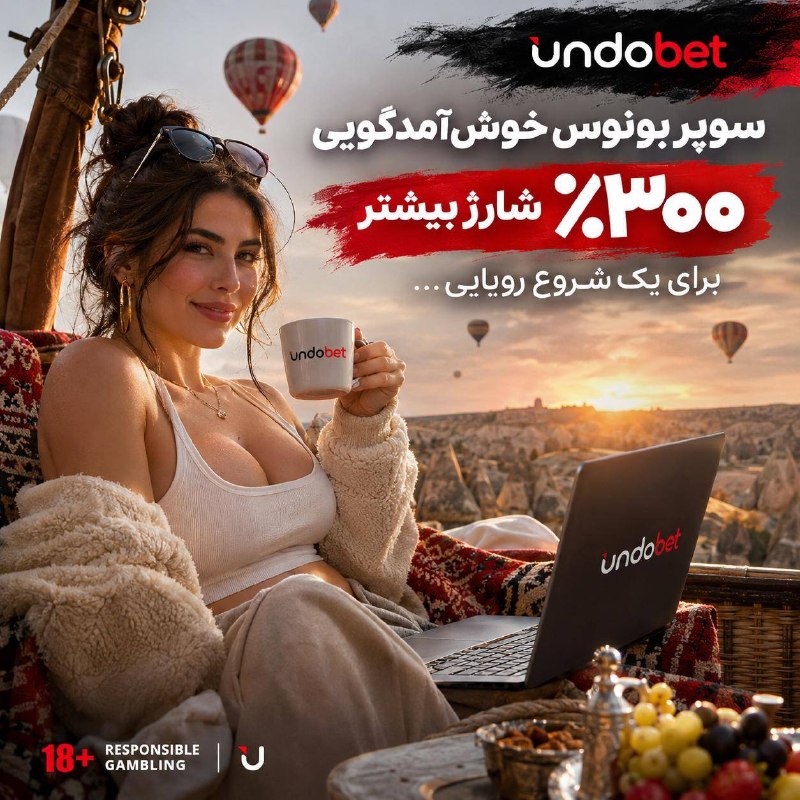 undobet
سوپر بونوس خوش‌آمدگویی
٪۳۰۰ شارژ بیشتر
برای یک شروع رویایی ...
undobet
undobet
18+ RESPONSIBLE GAMBLING